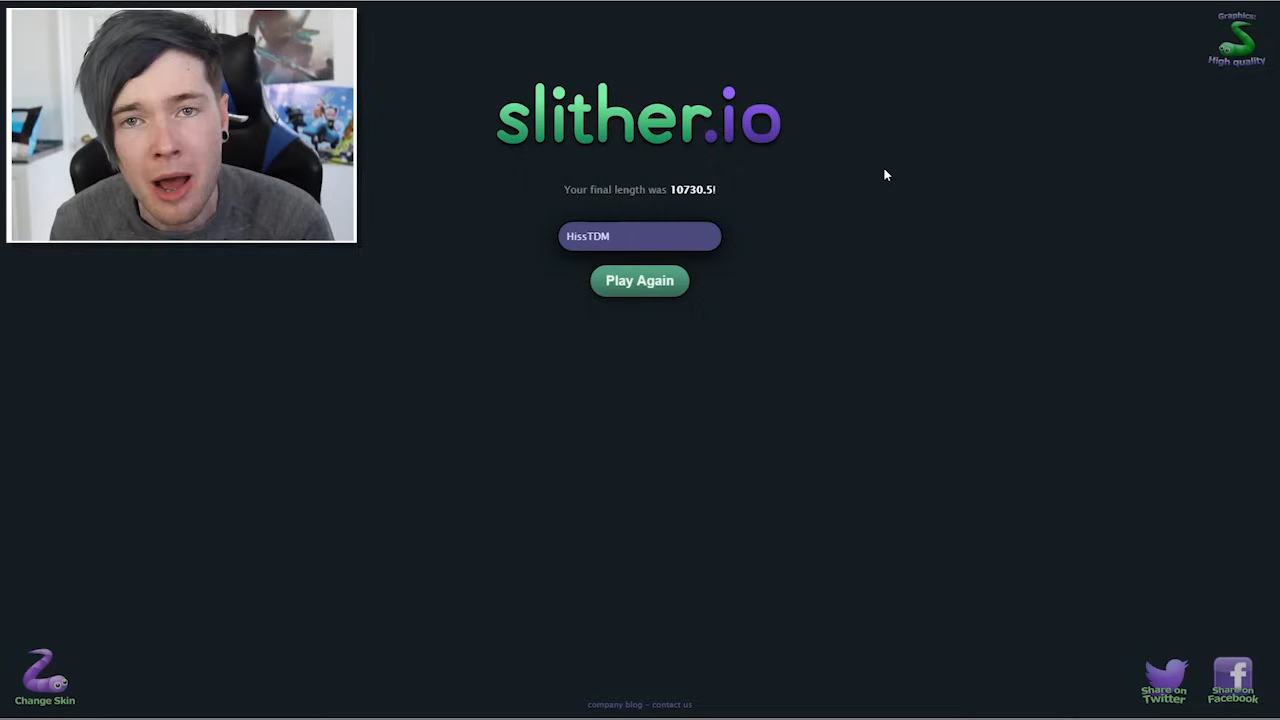 Graphics:
High quality
slither.io
Your final length was 10730.5!
HissTDM
Play Again
Change Skin
company blog – contact us
Share on
Twitter
Share on
Facebook